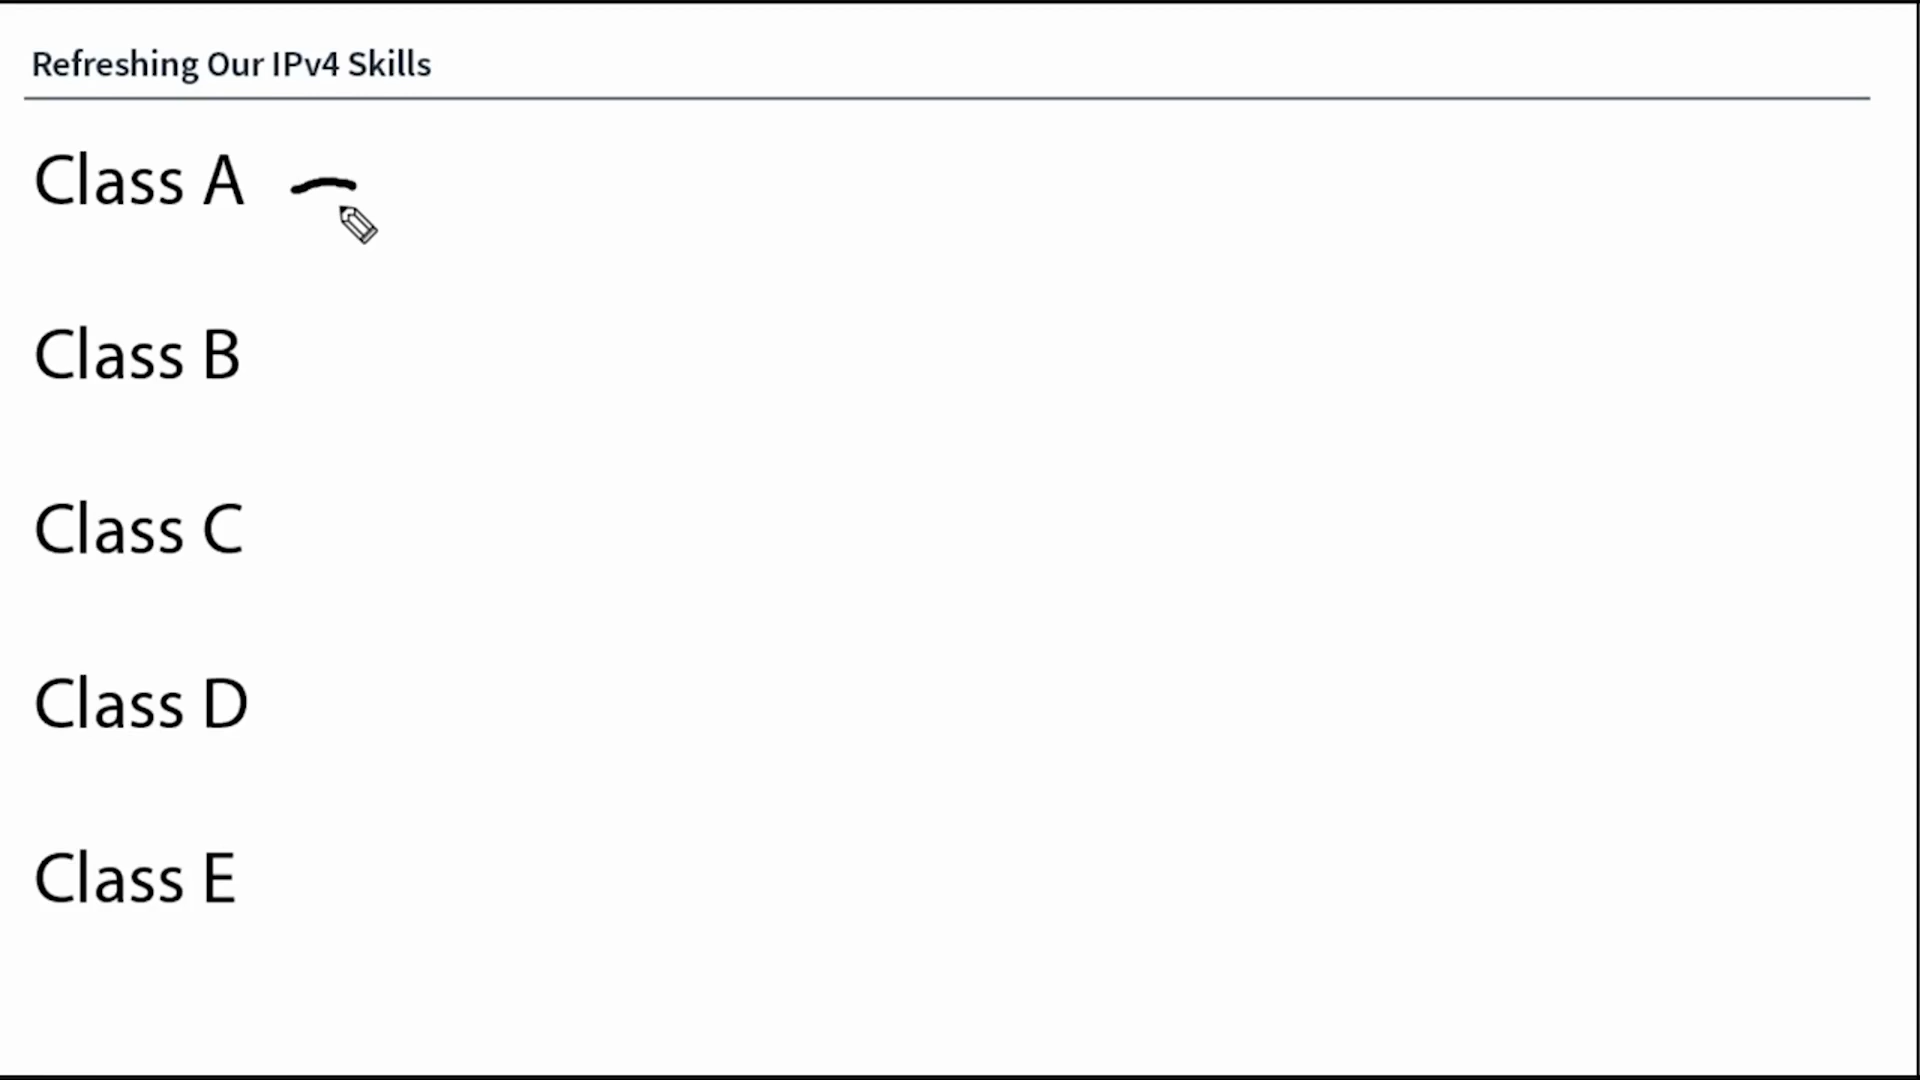 Refreshing Our IPv4 Skills
Class A
Class B
Class C
Class D
Class E